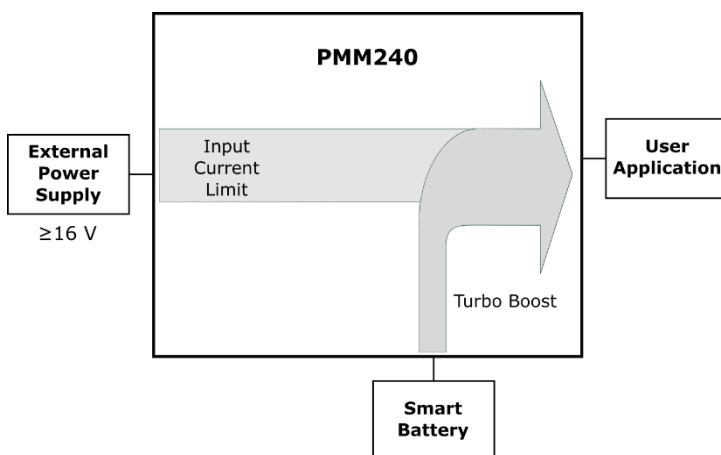 PMM240
External
Power
Supply
≥16 V
Input
Current
Limit
User
Application
Turbo Boost
Smart
Battery